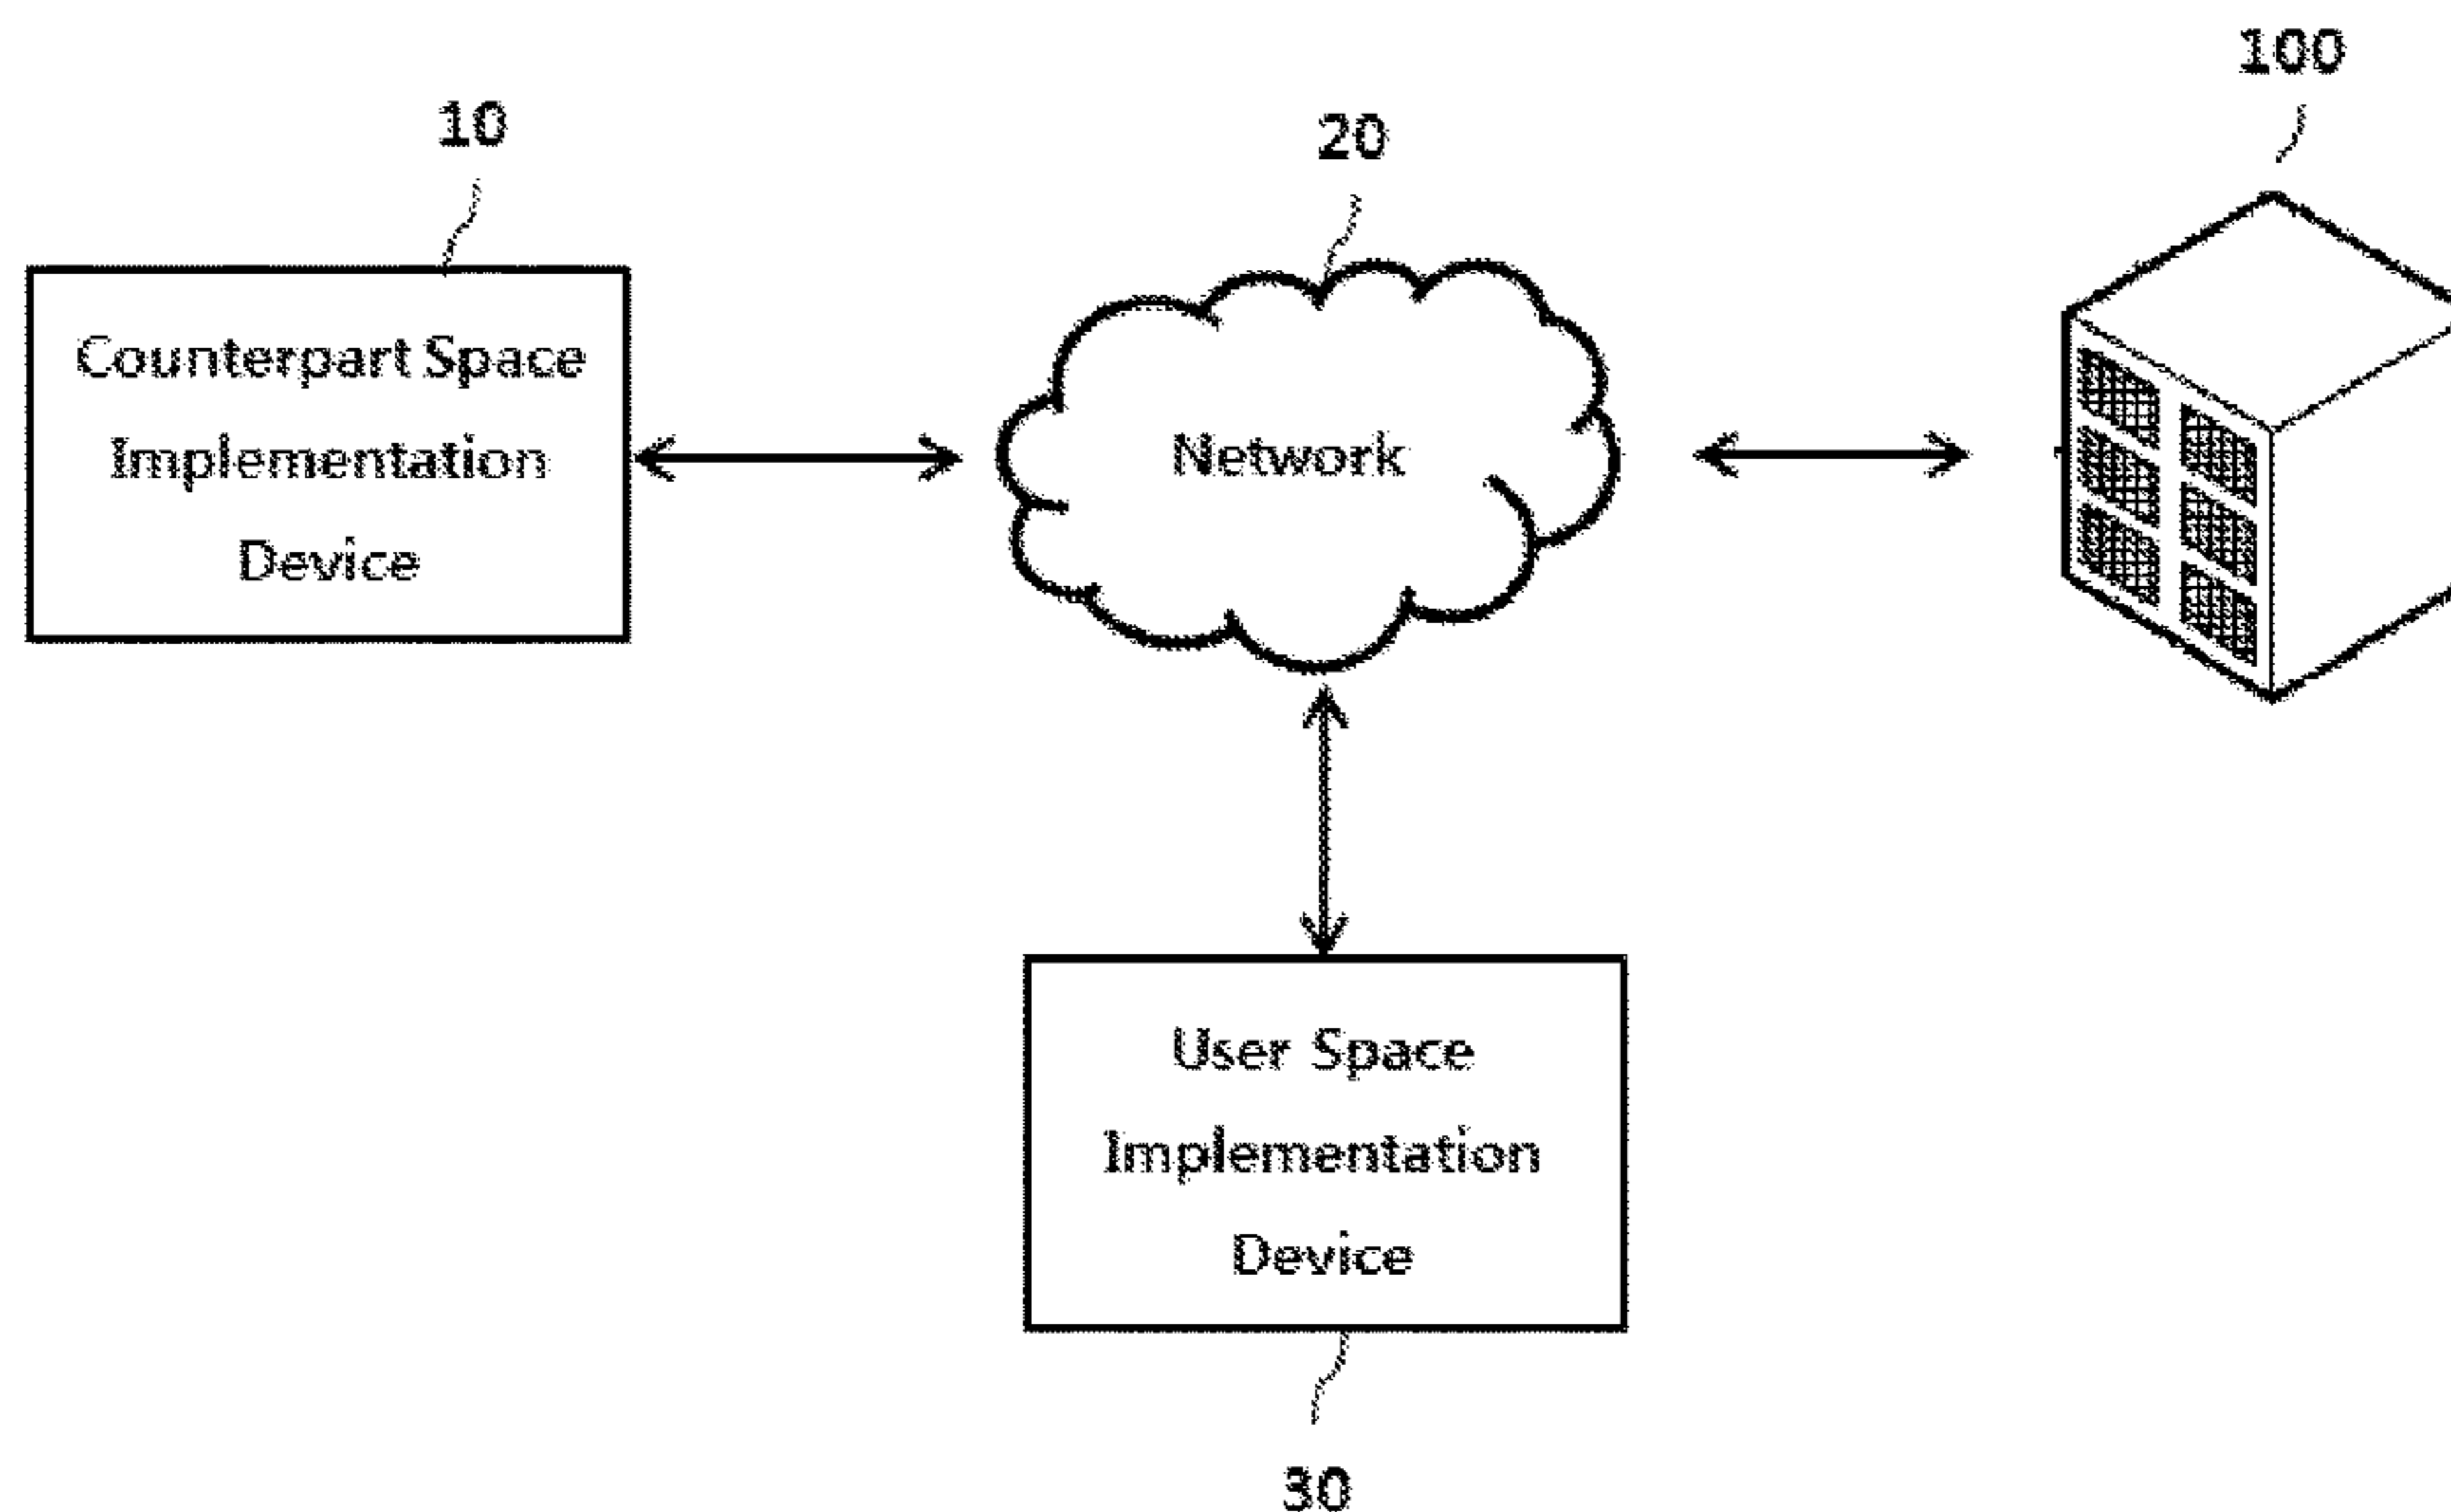 100
10
20
Counterpart Space
Implementation
Device
Network
User Space
Implementation
Device
30